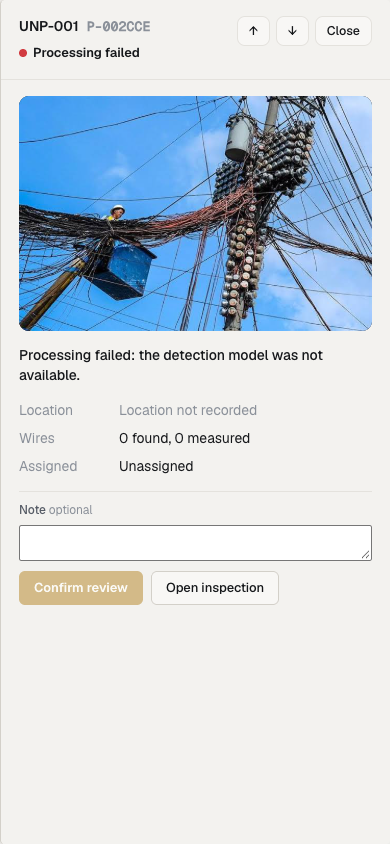 UNP-001 P-002CCE
↑ ↓ Close
Processing failed
Processing failed: the detection model was not
available.
Location Location not recorded
Wires 0 found, 0 measured
Assigned Unassigned
Note optional
Confirm review Open inspection